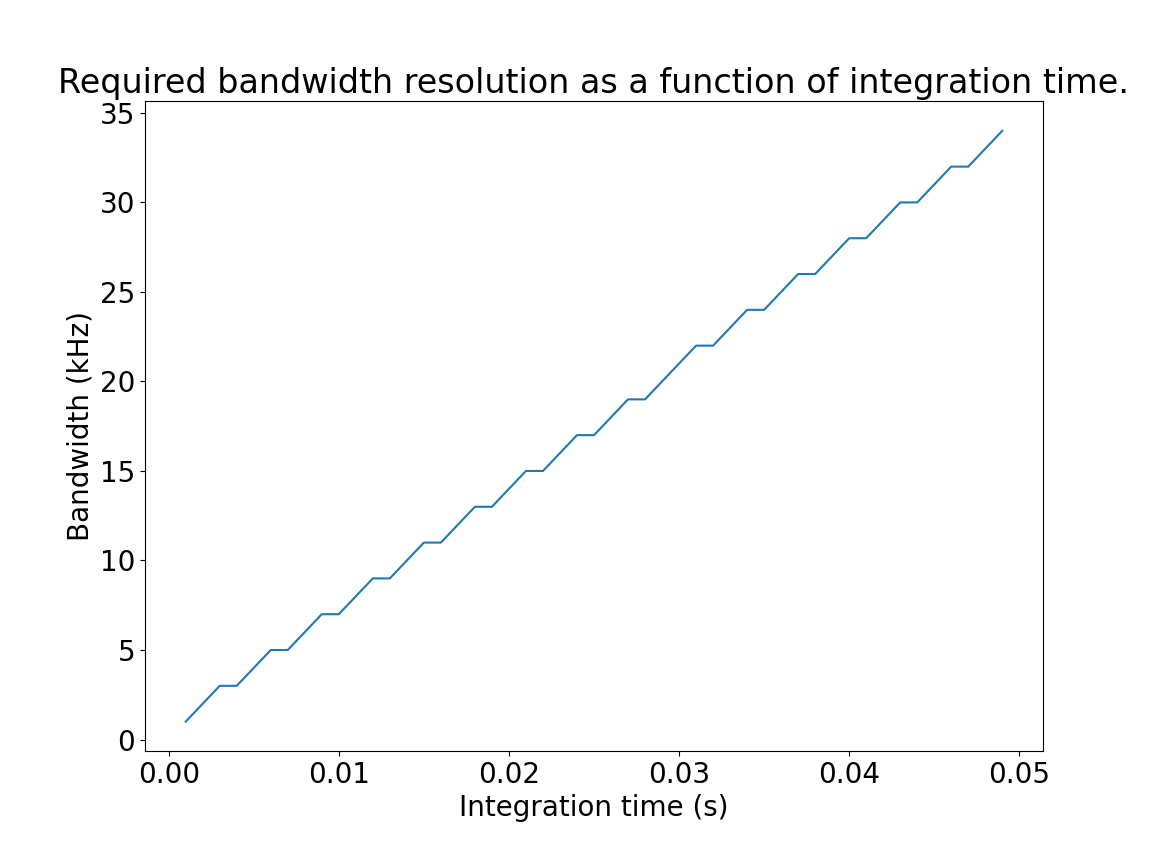 Required bandwidth resolution as a function of integration time.
35
30
25
20
15
10
5
0
Bandwidth (kHz)
0.00 0.01 0.02 0.03 0.04 0.05
Integration time (s)